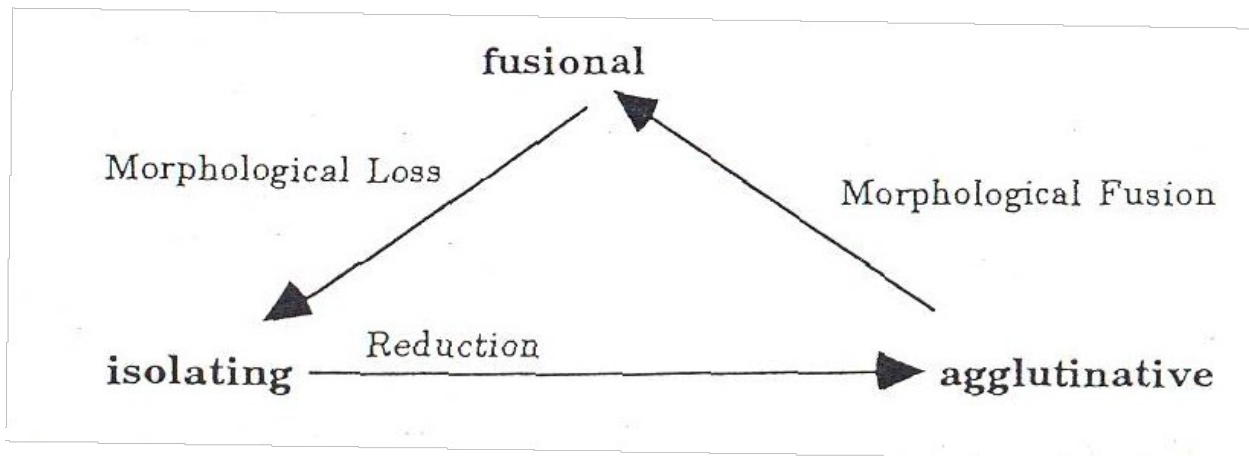 fusional
Morphological Loss
Morphological Fusion
Reduction
isolating
agglutinative